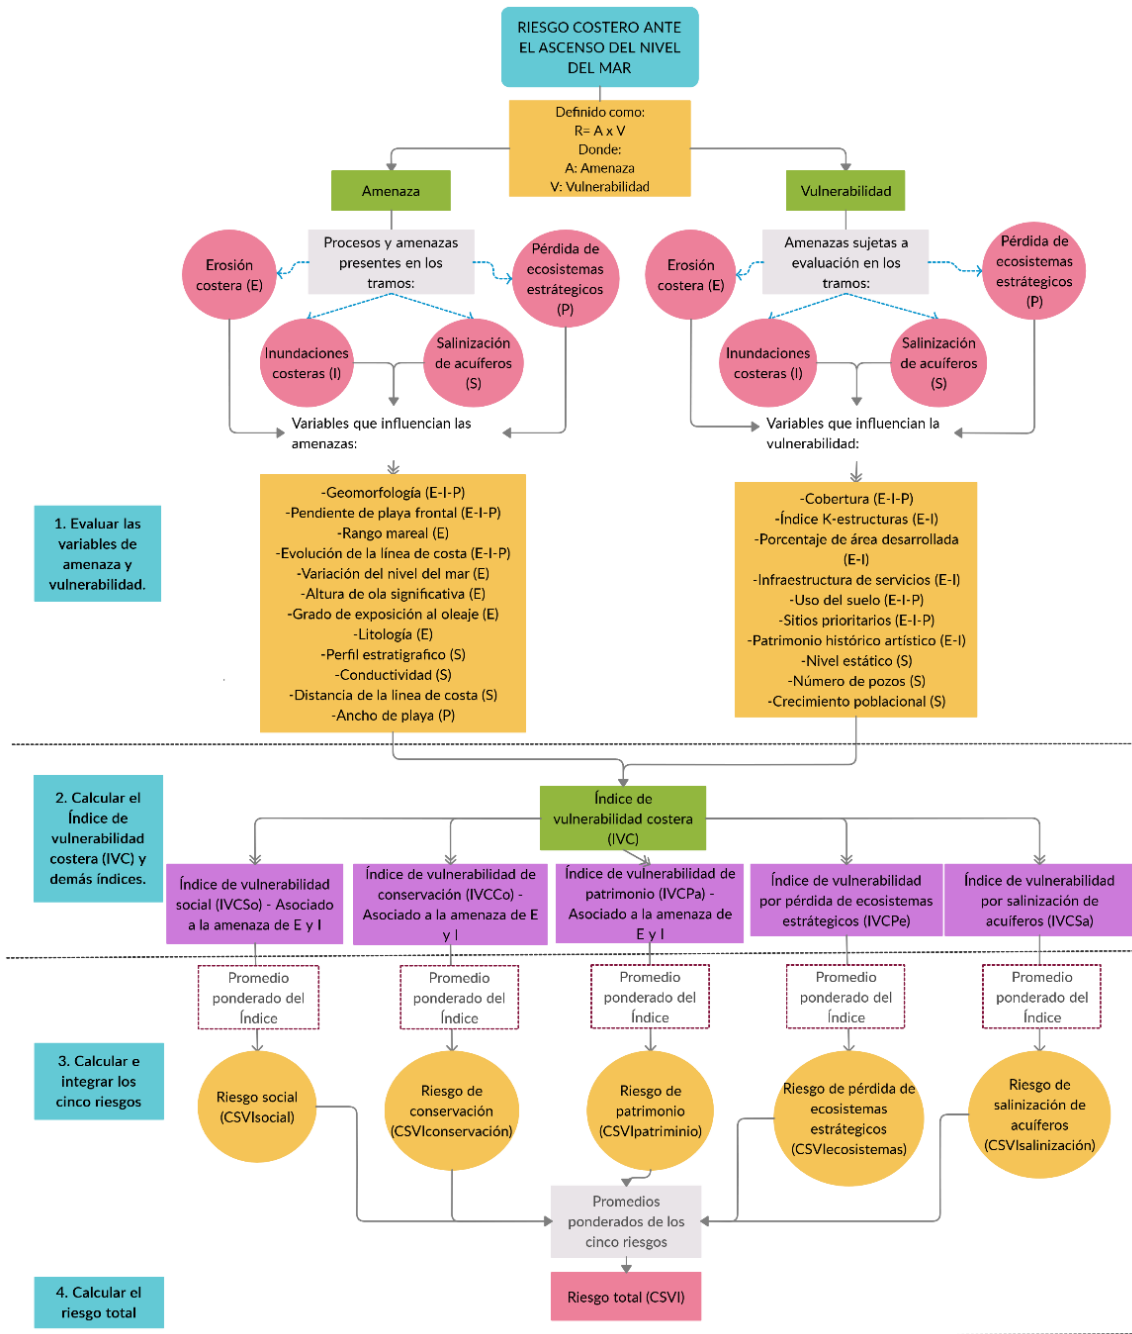 RIESGO COSTERO ANTE
EL ASCENSO DEL NIVEL
DEL MAR
Definido como:
R= A x V
Donde:
A: Amenaza
V: Vulnerabilidad
Amenaza
Vulnerabilidad
Procesos y amenazas
presentes en los
tramos:
Erosión
costera (E)
Pérdida de
ecosistemas
estrátegicos
(P)
Inundaciones
costeras (I)
Salinización
de acuíferos
(S)
Variables que influencian las
amenazas:
Amenazas sujetas a
evaluación en los
tramos:
Erosión
costera (E)
Pérdida de
ecosistemas
estrátegicos
(P)
Inundaciones
costeras (I)
Salinización
de acuíferos
(S)
Variables que influencian la
vulnerabilidad:
1. Evaluar las
variables de
amenaza y
vulnerabilidad.
-Geomorfología (E-I-P)
-Pendiente de playa frontal (E-I-P)
-Rango mareal (E)
-Evolución de la línea de costa (E-I-P)
-Variación del nivel del mar (E)
-Altura de ola significativa (E)
-Grado de exposición al oleaje (E)
-Litología (E)
-Perfil estratigrafico (S)
-Conductividad (S)
-Distancia de la linea de costa (S)
-Ancho de playa (P)
-Cobertura (E-I-P)
-Índice K-estructuras (E-I)
-Porcentaje de área desarrollada
(E-I)
-Infraestructura de servicios (E-I)
-Uso del suelo (E-I-P)
-Sitios prioritarios (E-I-P)
-Patrimonio histórico artístico (E-I)
-Nivel estático (S)
-Número de pozos (S)
-Crecimiento poblacional (S)
2. Calcular el
Índice de
vulnerabilidad
costera (IVC) y
demás índices.
Índice de
vulnerabilidad costera
(IVC)
Índice de vulnerabilidad
social (IVCSo) - Asociado
a la amenaza de E y I
Índice de vulnerabilidad
de conservación (IVCCo) -
Asociado a la amenaza de E
y I
Índice de vulnerabilidad de
patrimonio (IVCPa) -
Asociado a la amenaza de
E y I
Índice de vulnerabilidad
por pérdida de ecosistemas
estrátegicos (IVCPe)
Índice de vulnerabilidad
por salinización de
acuíferos (IVCSa)
Promedio
ponderado del
Índice
Promedio
ponderado del
Índice
Promedio
ponderado del
Índice
Promedio
ponderado del
Índice
Promedio
ponderado del
Índice
3. Calcular e
integrar los
cinco riesgos
Riesgo social
(CSVIsocial)
Riesgo de
conservación
(CSVIconservación)
Riesgo de
patrimonio
(CSVIpatriminio)
Riesgo de pérdida de
ecosistemas
estrátegicos
(CSVIecosistemas)
Riesgo de
salinización de
acuíferos
(CSVIsalinización)
Promedios
ponderados de los
cinco riesgos
4. Calcular el
riesgo total
Riesgo total (CSVI)